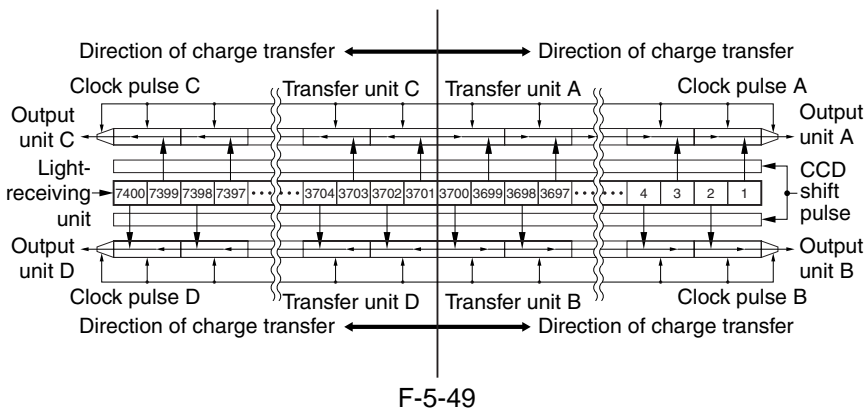 Direction of charge transfer Direction of charge transfer
Clock pulse C Transfer unit C Transfer unit A Clock pulse A
Output unit C
Output unit A
Light-receiving unit
7400 7399 7398 7397 ····· ···· 3704 3703 3702 3701 3700 3699 3698 3697 ····· ···· 4 3 2 1
CCD shift pulse
Output unit D
Output unit B
Clock pulse D Transfer unit D Transfer unit B Clock pulse B
Direction of charge transfer Direction of charge transfer
F-5-49